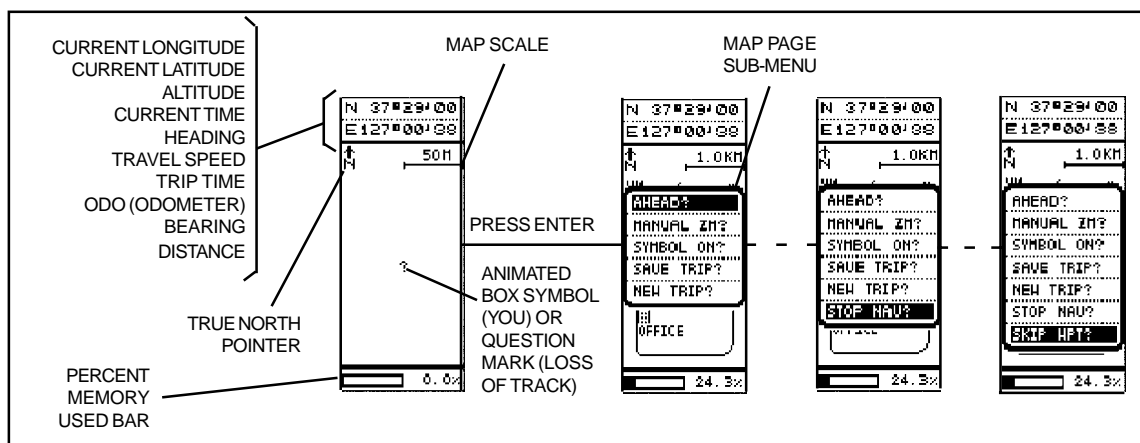 CURRENT LONGITUDE
CURRENT LATITUDE
ALTITUDE
CURRENT TIME
HEADING
TRAVEL SPEED
TRIP TIME
ODO (ODOMETER)
BEARING
DISTANCE
TRUE NORTH
POINTER
PERCENT
MEMORY
USED BAR
MAP SCALE
N 37°29'00
E127°00'
N
50M
?
0.0%
PRESS ENTER
ANIMATED
BOX SYMBOL
(YOU) OR
QUESTION
MARK (LOSS
OF TRACK)
MAP PAGE
SUB-MENU
N 37°29'00
E127°00'
N
1.0KM
AHEAD?
MANUAL ZM?
SYMBOL ON?
SAVE TRIP?
NEW TRIP?
OFFICE
24.3%
N 37°29'00
E127°00'
N
1.0KM
AHEAD?
MANUAL ZM?
SYMBOL ON?
SAVE TRIP?
NEW TRIP?
STOP NAV?
24.3%
N 37°29'00
E127°00'
N
1.0KM
AHEAD?
MANUAL ZM?
SYMBOL ON?
SAVE TRIP?
NEW TRIP?
STOP NAV?
SKIP WPT?
24.3%